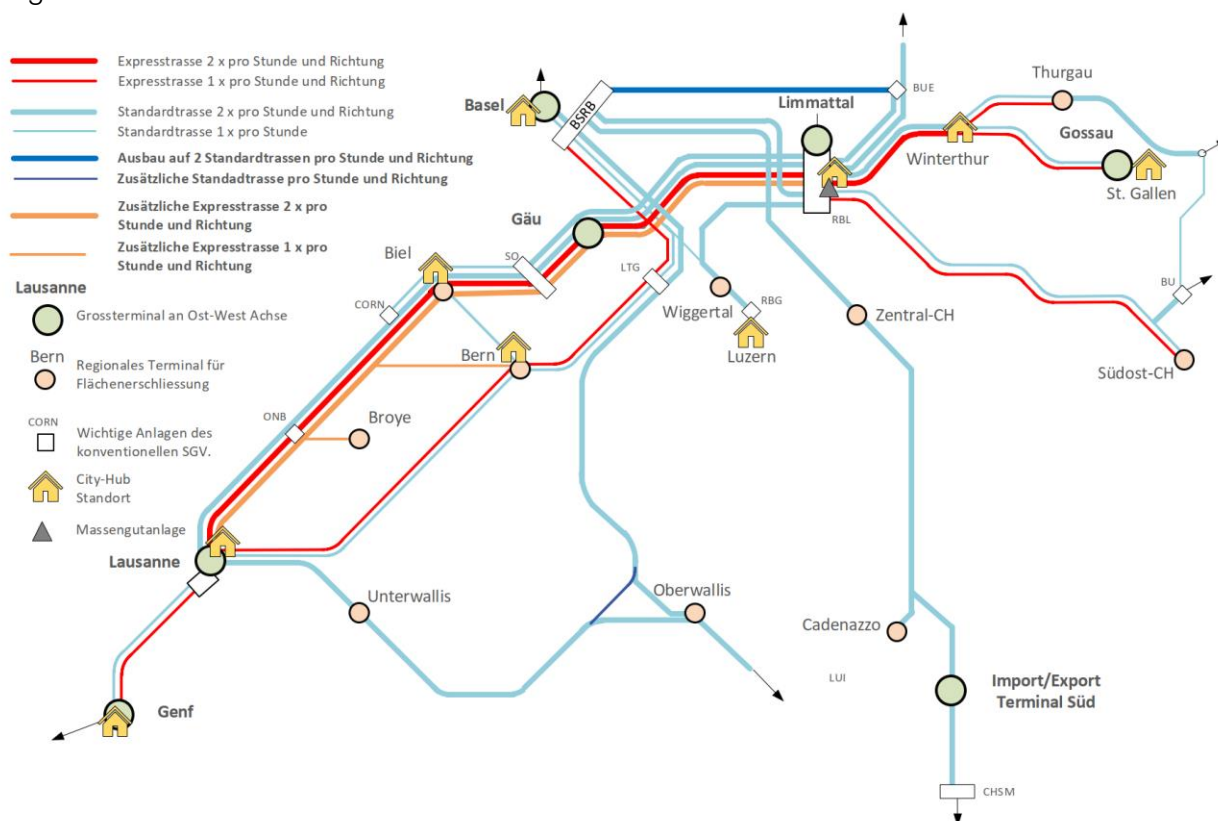 Expresstrasse 2 x pro Stunde und Richtung
Expresstrasse 1 x pro Stunde und Richtung
Standardtrasse 2 x pro Stunde und Richtung
Standardtrasse 1 x pro Stunde
Ausbau auf 2 Standardtrassen pro Stunde und Richtung
Zusätzliche Standadtrasse pro Stunde und Richtung
Zusätzliche Expresstrasse 2 x pro
Stunde und Richtung
Zusätzliche Expresstrasse 1 x pro
Stunde und Richtung
Lausanne
Grossterminal an Ost-West Achse
Bern
Regionales Terminal für
Flächenerschliessung
CORN
Wichtige Anlagen des
konventionellen SGV.
City-Hub
Standort
Massengutanlage
Basel
BSRB
Limmattal
BUE
Thurgau
Gossau
Winterthur
St. Gallen
RBL
Gäu
Biel
SO
LTG
CORN
Wiggertal
RBG
Luzern
Zentral-CH
BU
Südost-CH
Bern
ONB
Broye
Lausanne
Unterwallis
Oberwallis
Cadenazzo
LUI
Import/Export
Terminal Süd
Genf
CHSM